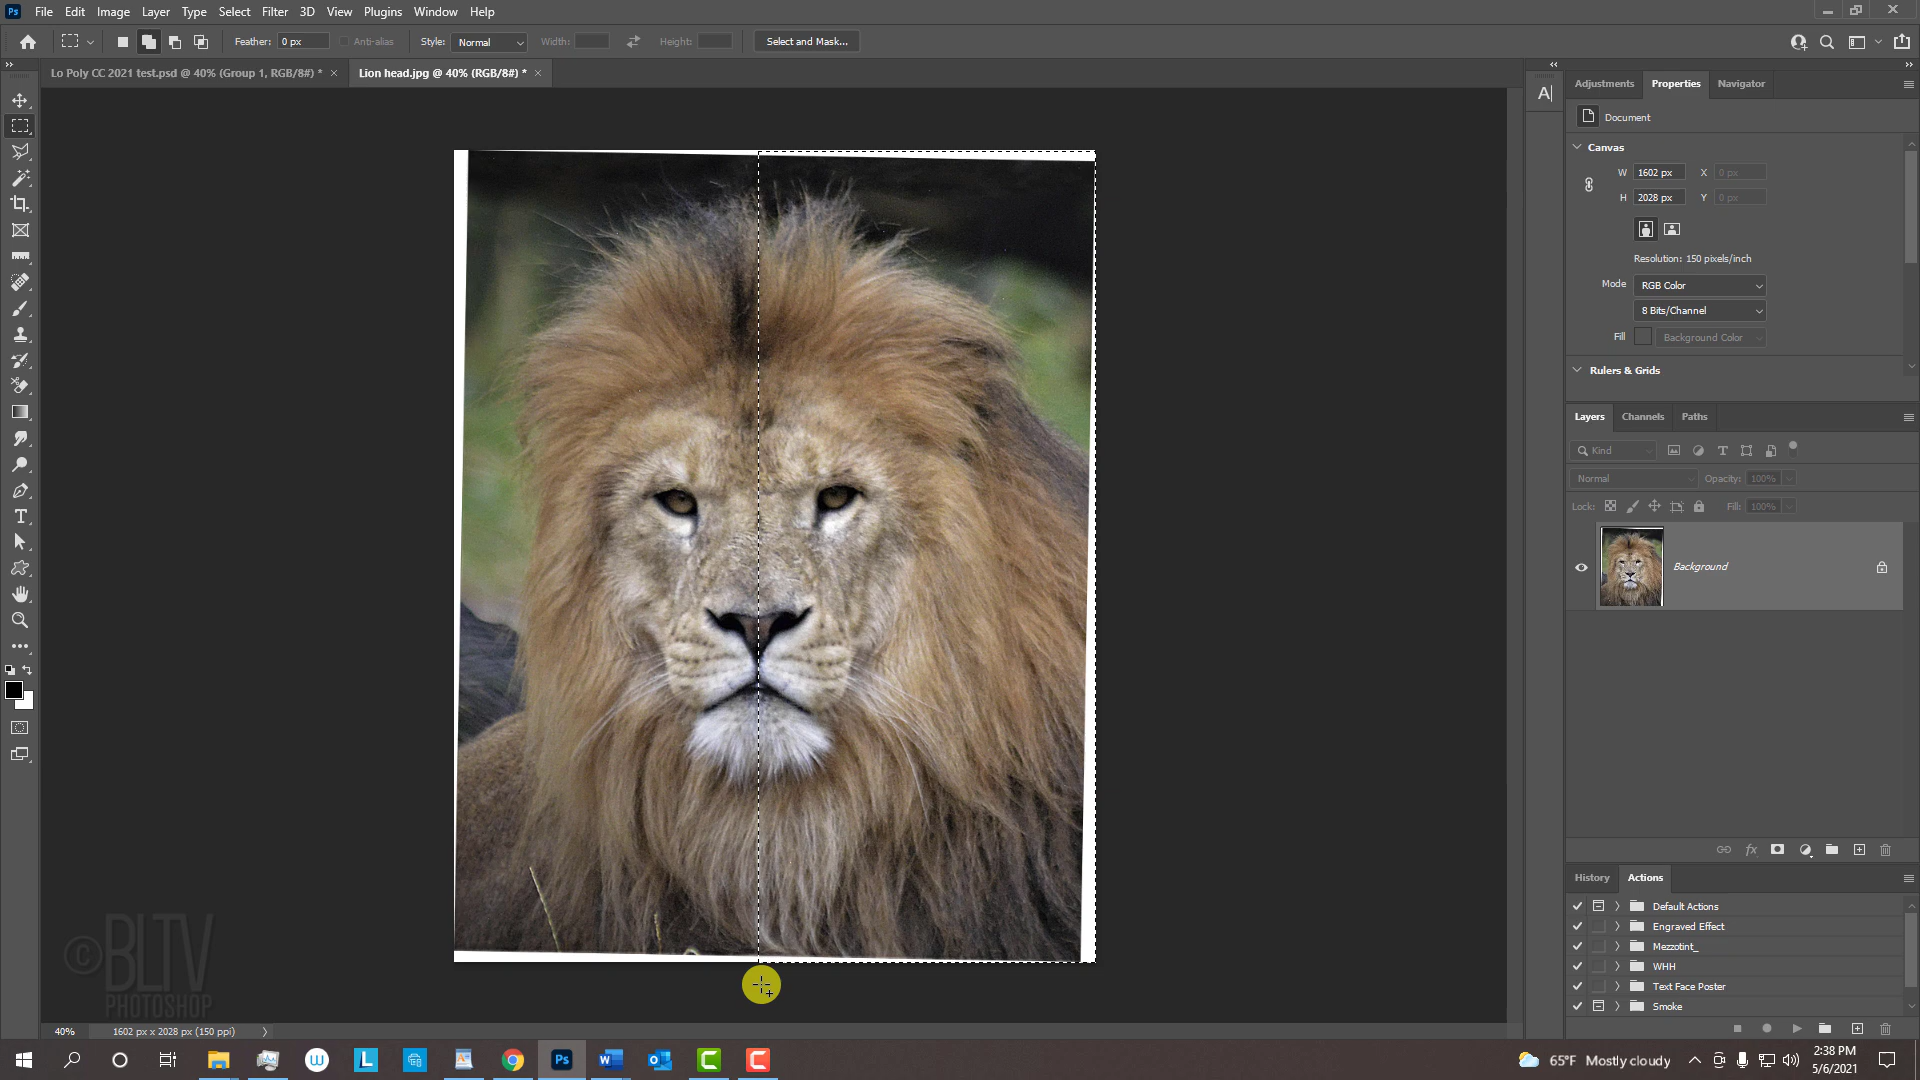 Ps File Edit Image Layer Type Select Filter 3D View Plugins Window Help
Feather: 0 px Anti-alias Style: Normal Width: Height: Select and Mask...
Lo Poly CC 2021 test.psd @ 40% (Group 1, RGB/8#) * × Lion head.jpg @ 40% (RGB/8#) * ×
A
Adjustments Properties Navigator
Document
Canvas
W 1602 px X 0 px
H 2028 px Y 0 px
Resolution: 150 pixels/inch
Mode RGB Color
8 Bits/Channel
Fill Background Color
Rulers & Grids
Layers Channels Paths
Kind
Normal Opacity: 100%
Lock: Fill: 100%
Background
fx
History Actions
Default Actions
Engraved Effect
Mezzotint_
WHH
Text Face Poster
Smoke
© BLTV
PHOTOSHOP
40% 1602 px x 2028 px (150 ppi)
65°F Mostly cloudy
2:38 PM
5/6/2021